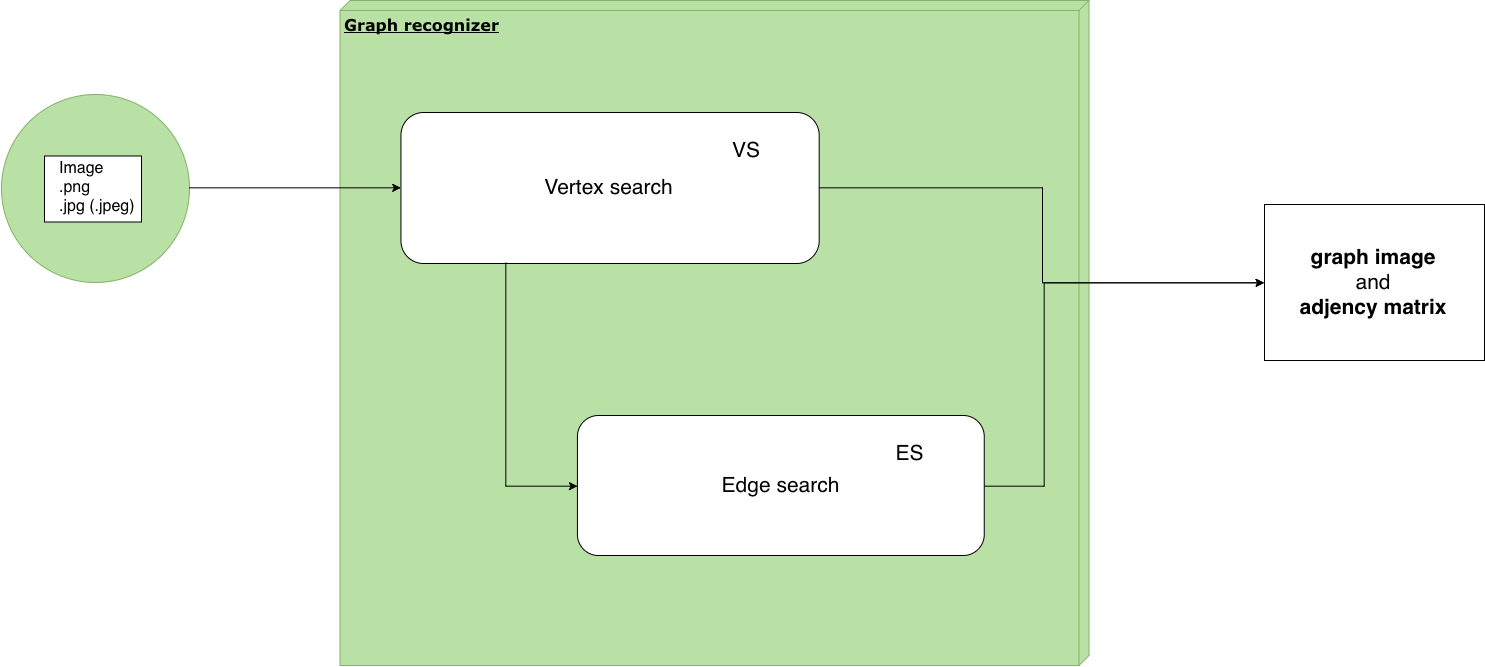 Graph recognizer
Image
.png
.jpg (.jpeg)
VS
Vertex search
graph image
and
adjency matrix
ES
Edge search